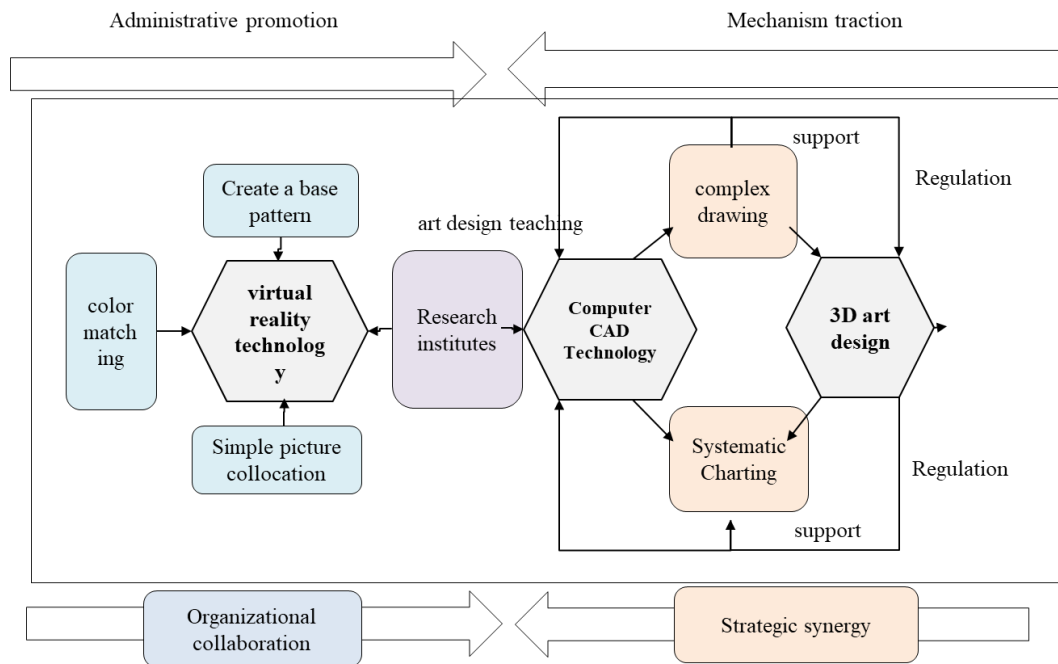 Administrative promotion
Mechanism traction
support
Regulation
Create a base
pattern
complex
drawing
art design teaching
color
match
ing
virtual
reality
technolog
y
Research
institutes
Computer
CAD
Technology
3D art
design
Simple picture
collocation
Systematic
Charting
Regulation
support
Organizational
collaboration
Strategic synergy